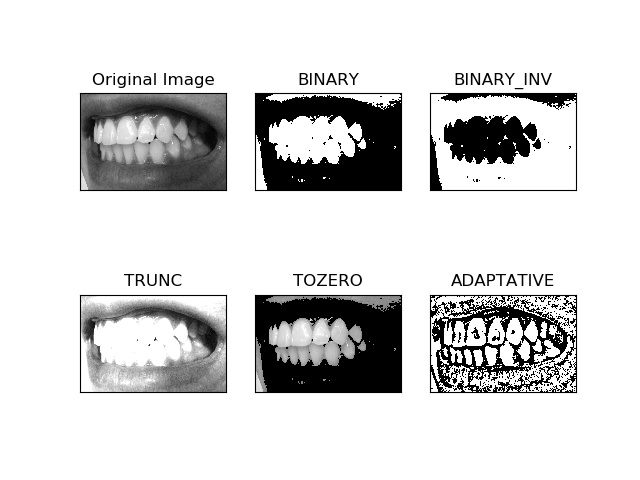 Original Image
BINARY
BINARY_INV
TRUNC
TOZERO
ADAPTATIVE